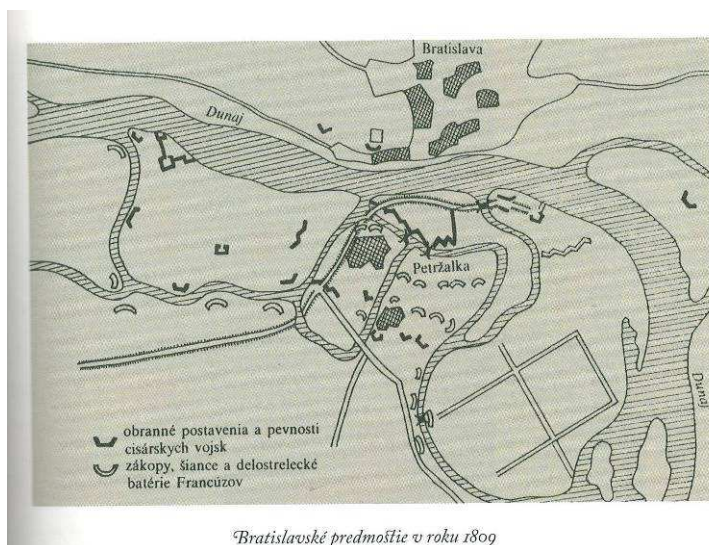 Bratislava
Dunaj
Petržalka
Dunaj
obranné postavenia a pevnosti
cisárskych vojsk
zákopy, šiance a delostrelecké
batérie Francúzov
Bratislavské predmostie v roku 1809